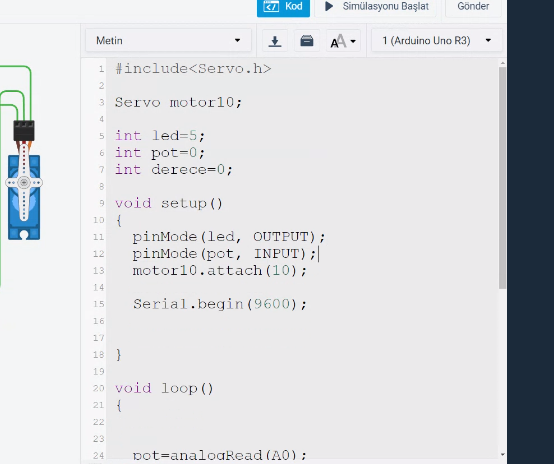 Kod
Simülasyonu Başlat
Gönder
Metin
AA
1 (Arduino Uno R3)
1 #include<Servo.h>
2
3 Servo motor10;
4
5 int led=5;
6 int pot=0;
7 int derece=0;
8
9 void setup()
10 {
11 pinMode(led, OUTPUT);
12 pinMode(pot, INPUT);
13 motor10.attach(10);
14
15 Serial.begin(9600);
16
17
18 }
19
20 void loop()
21 {
22
23
24 pot=analogRead(A0);